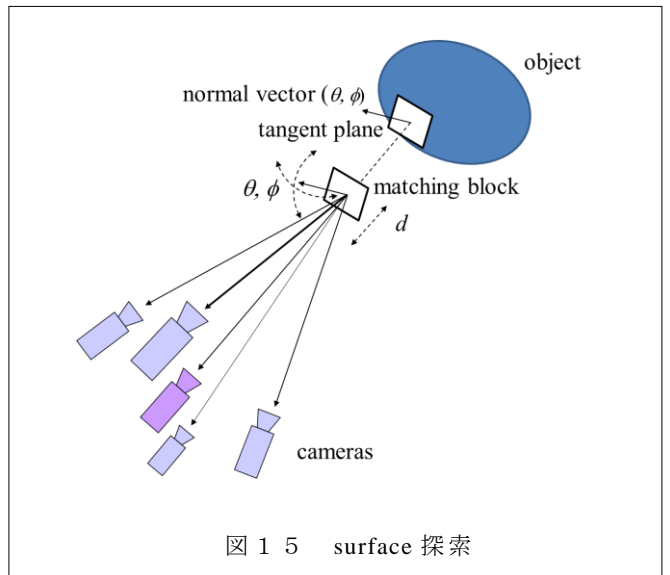 object
normal vector (θ, ϕ)
tangent plane
θ, ϕ
matching block
d
cameras
図１５　surface 探索